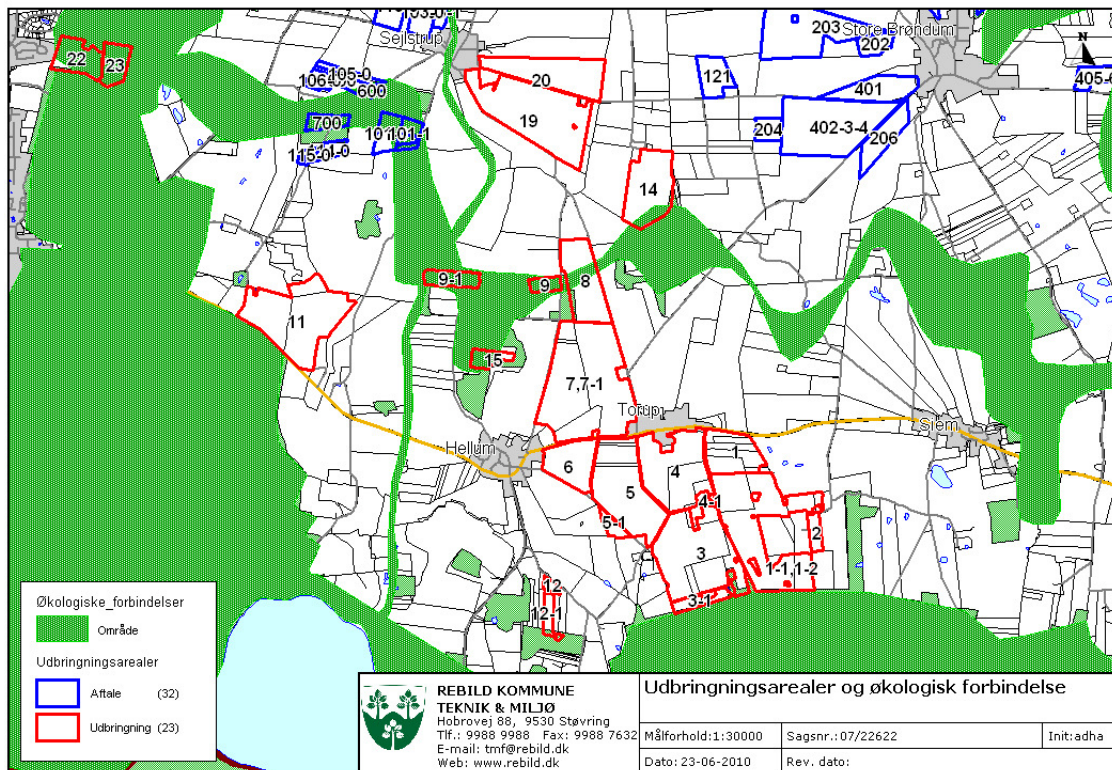 193-0-1
Sejlstrup
203
Store Brøndum
202
N
22
23
106-0
105-0
600
20
121
401
405-0
700
101-1
19
204
402-3-4
206
115-0
14
9-1
9
8
11
15
7,7-1
Torup
Siem
Hellum
6
4
1
5
4-1
5-1
2
3
1-1,1-2
12
12-1
3-1
Økologiske_forbindelser
Område
Udbringningsarealer
Aftale (32)
Udbringning (23)
REBILD KOMMUNE
TEKNIK & MILJØ
Hobrovej 88, 9530 Støvring
Tlf.: 9988 9988 Fax: 9988 7632
E-mail: tmf@rebild.dk
Web: www.rebild.dk
Udbringningsarealer og økologisk forbindelse
Målforhold:1:30000
Sagsnr.:07/22622
Init:adha
Dato: 23-06-2010
Rev. dato: